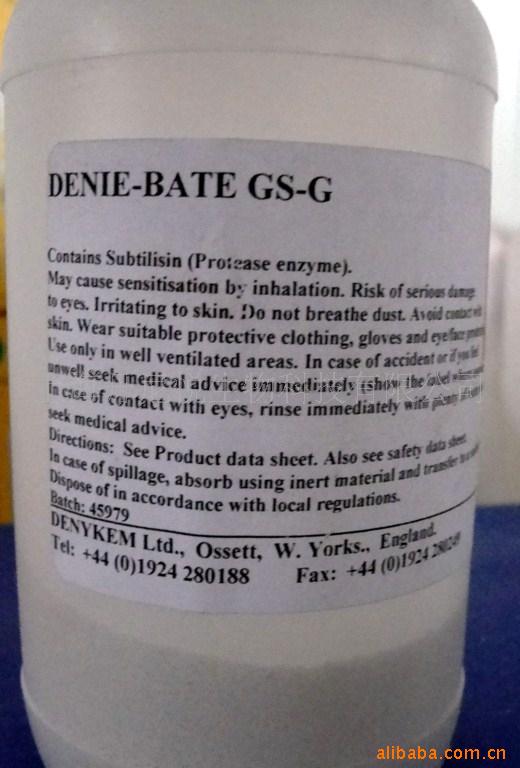 DENIE-BATE GS-G
Contains Subtilisin (Protease enzyme).
May cause sensitisation by inhalation. Risk of serious damage
to eyes. Irritating to skin. Do not breathe dust. Avoid contact with
skin. Wear suitable protective clothing, gloves and eye/face
Use only in well ventilated areas. In case of accident or if you feel
unwell seek medical advice immediately (show the label where
in case of contact with eyes, rinse immediately with plenty of
seek medical advice.
Directions: See Product data sheet. Also see safety data sheet.
In case of spillage, absorb using inert material and transfer to a
Dispose of in accordance with local regulations.
Batch: 45979
DENYKEM Ltd., Ossett, W. Yorks., England.
Tel: +44 (0)1924 280188 Fax: +44 (0)1924
alibaba.com.cn